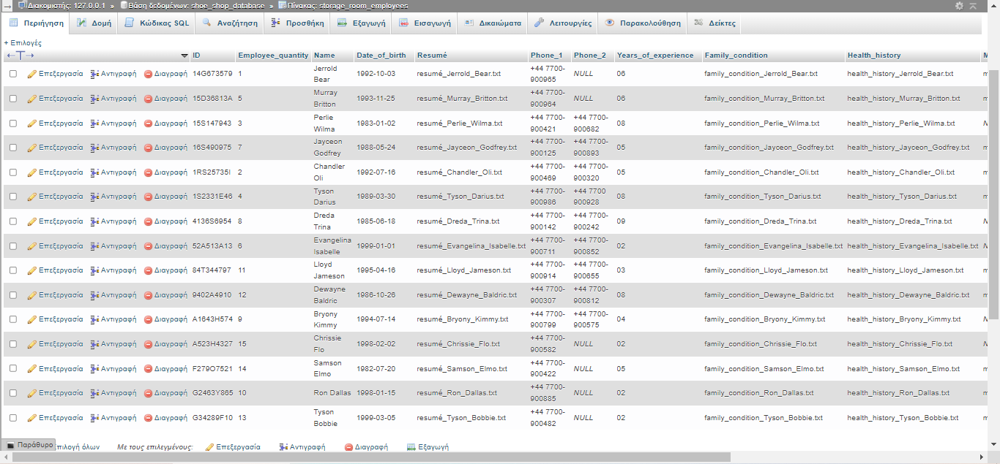 Διακομιστής: 127.0.0.1 » Βάση δεδομένων: shoe_shop_database » Πίνακας: storage_room_employees
Περιήγηση Δομή Κώδικας SQL Αναζήτηση Προσθήκη Εξαγωγή Εισαγωγή Δικαιώματα Λειτουργίες Παρακολούθηση Δείκτες
+ Επιλογές
←T→ ID Employee_quantity Name Date_of_birth Resumé Phone_1 Phone_2 Years_of_experience Family_condition Health_history M
Επεξεργασία Αντιγραφή Διαγραφή 14G673579 1 Jerrold Bear 1992-10-03 resumé_Jerrold_Bear.txt +44 7700-900965 NULL 06 family_condition_Jerrold_Bear.txt health_history_Jerrold_Bear.txt m
Επεξεργασία Αντιγραφή Διαγραφή 15D36813A 5 Murray Britton 1993-11-25 resumé_Murray_Britton.txt +44 7700-900964 NULL 06 family_condition_Murray_Britton.txt health_history_Murray_Britton.txt m
Επεξεργασία Αντιγραφή Διαγραφή 15S147943 3 Perlie Wilma 1983-01-02 resumé_Perlie_Wilma.txt +44 7700-900421 +44 7700-900682 08 family_condition_Perlie_Wilma.txt health_history_Perlie_Wilma.txt N
Επεξεργασία Αντιγραφή Διαγραφή 16S490975 7 Jayceon Godfrey 1988-05-24 resumé_Jayceon_Godfrey.txt +44 7700-900125 +44 7700-900893 05 family_condition_Jayceon_Godfrey.txt health_history_Jayceon_Godfrey.txt m
Επεξεργασία Αντιγραφή Διαγραφή 1RS25735I 2 Chandler Oli 1992-07-16 resumé_Chandler_Oli.txt +44 7700-900469 +44 7700-900320 05 family_condition_Chandler_Oli.txt health_history_Chandler_Oli.txt m
Επεξεργασία Αντιγραφή Διαγραφή 1S2331E46 4 Tyson Darius 1989-03-30 resumé_Tyson_Darius.txt +44 7700-900986 +44 7700-900928 08 family_condition_Tyson_Darius.txt health_history_Tyson_Darius.txt m
Επεξεργασία Αντιγραφή Διαγραφή 4136S6954 8 Dreda Trina 1985-06-18 resumé_Dreda_Trina.txt +44 7700-900142 +44 7700-900242 09 family_condition_Dreda_Trina.txt health_history_Dreda_Trina.txt N
Επεξεργασία Αντιγραφή Διαγραφή 52A513A13 6 Evangelina Isabelle 1999-01-01 resumé_Evangelina_Isabelle.txt +44 7700-900711 +44 7700-900852 02 family_condition_Evangelina_Isabelle.txt health_history_Evangelina_Isabelle.txt N
Επεξεργασία Αντιγραφή Διαγραφή 84T344797 11 Lloyd Jameson 1995-04-16 resumé_Lloyd_Jameson.txt +44 7700-900914 +44 7700-900655 03 family_condition_Lloyd_Jameson.txt health_history_Lloyd_Jameson.txt m
Επεξεργασία Αντιγραφή Διαγραφή 9402A4910 12 Dewayne Baldric 1986-10-26 resumé_Dewayne_Baldric.txt +44 7700-900307 +44 7700-900812 08 family_condition_Dewayne_Baldric.txt health_history_Dewayne_Baldric.txt m
Επεξεργασία Αντιγραφή Διαγραφή A1643H574 9 Bryony Kimmy 1994-07-14 resumé_Bryony_Kimmy.txt +44 7700-900799 +44 7700-900575 04 family_condition_Bryony_Kimmy.txt health_history_Bryony_Kimmy.txt N
Επεξεργασία Αντιγραφή Διαγραφή A523H4327 15 Chrissie Flo 1998-02-02 resumé_Chrissie_Flo.txt +44 7700-900582 NULL 02 family_condition_Chrissie_Flo.txt health_history_Chrissie_Flo.txt N
Επεξεργασία Αντιγραφή Διαγραφή F279O7521 14 Samson Elmo 1982-07-20 resumé_Samson_Elmo.txt +44 7700-900422 NULL 05 family_condition_Samson_Elmo.txt health_history_Samson_Elmo.txt m
Επεξεργασία Αντιγραφή Διαγραφή G2463Y865 10 Ron Dallas 1998-01-15 resumé_Ron_Dallas.txt +44 7700-900885 NULL 02 family_condition_Ron_Dallas.txt health_history_Ron_Dallas.txt m
Επεξεργασία Αντιγραφή Διαγραφή G34289F10 13 Tyson Bobbie 1999-03-05 resumé_Tyson_Bobbie.txt +44 7700-900482 NULL 02 family_condition_Tyson_Bobbie.txt health_history_Tyson_Bobbie.txt m
Παράθυρο πιλογή όλων Με τους επιλεγμένους: Επεξεργασία Αντιγραφή Διαγραφή Εξαγωγή